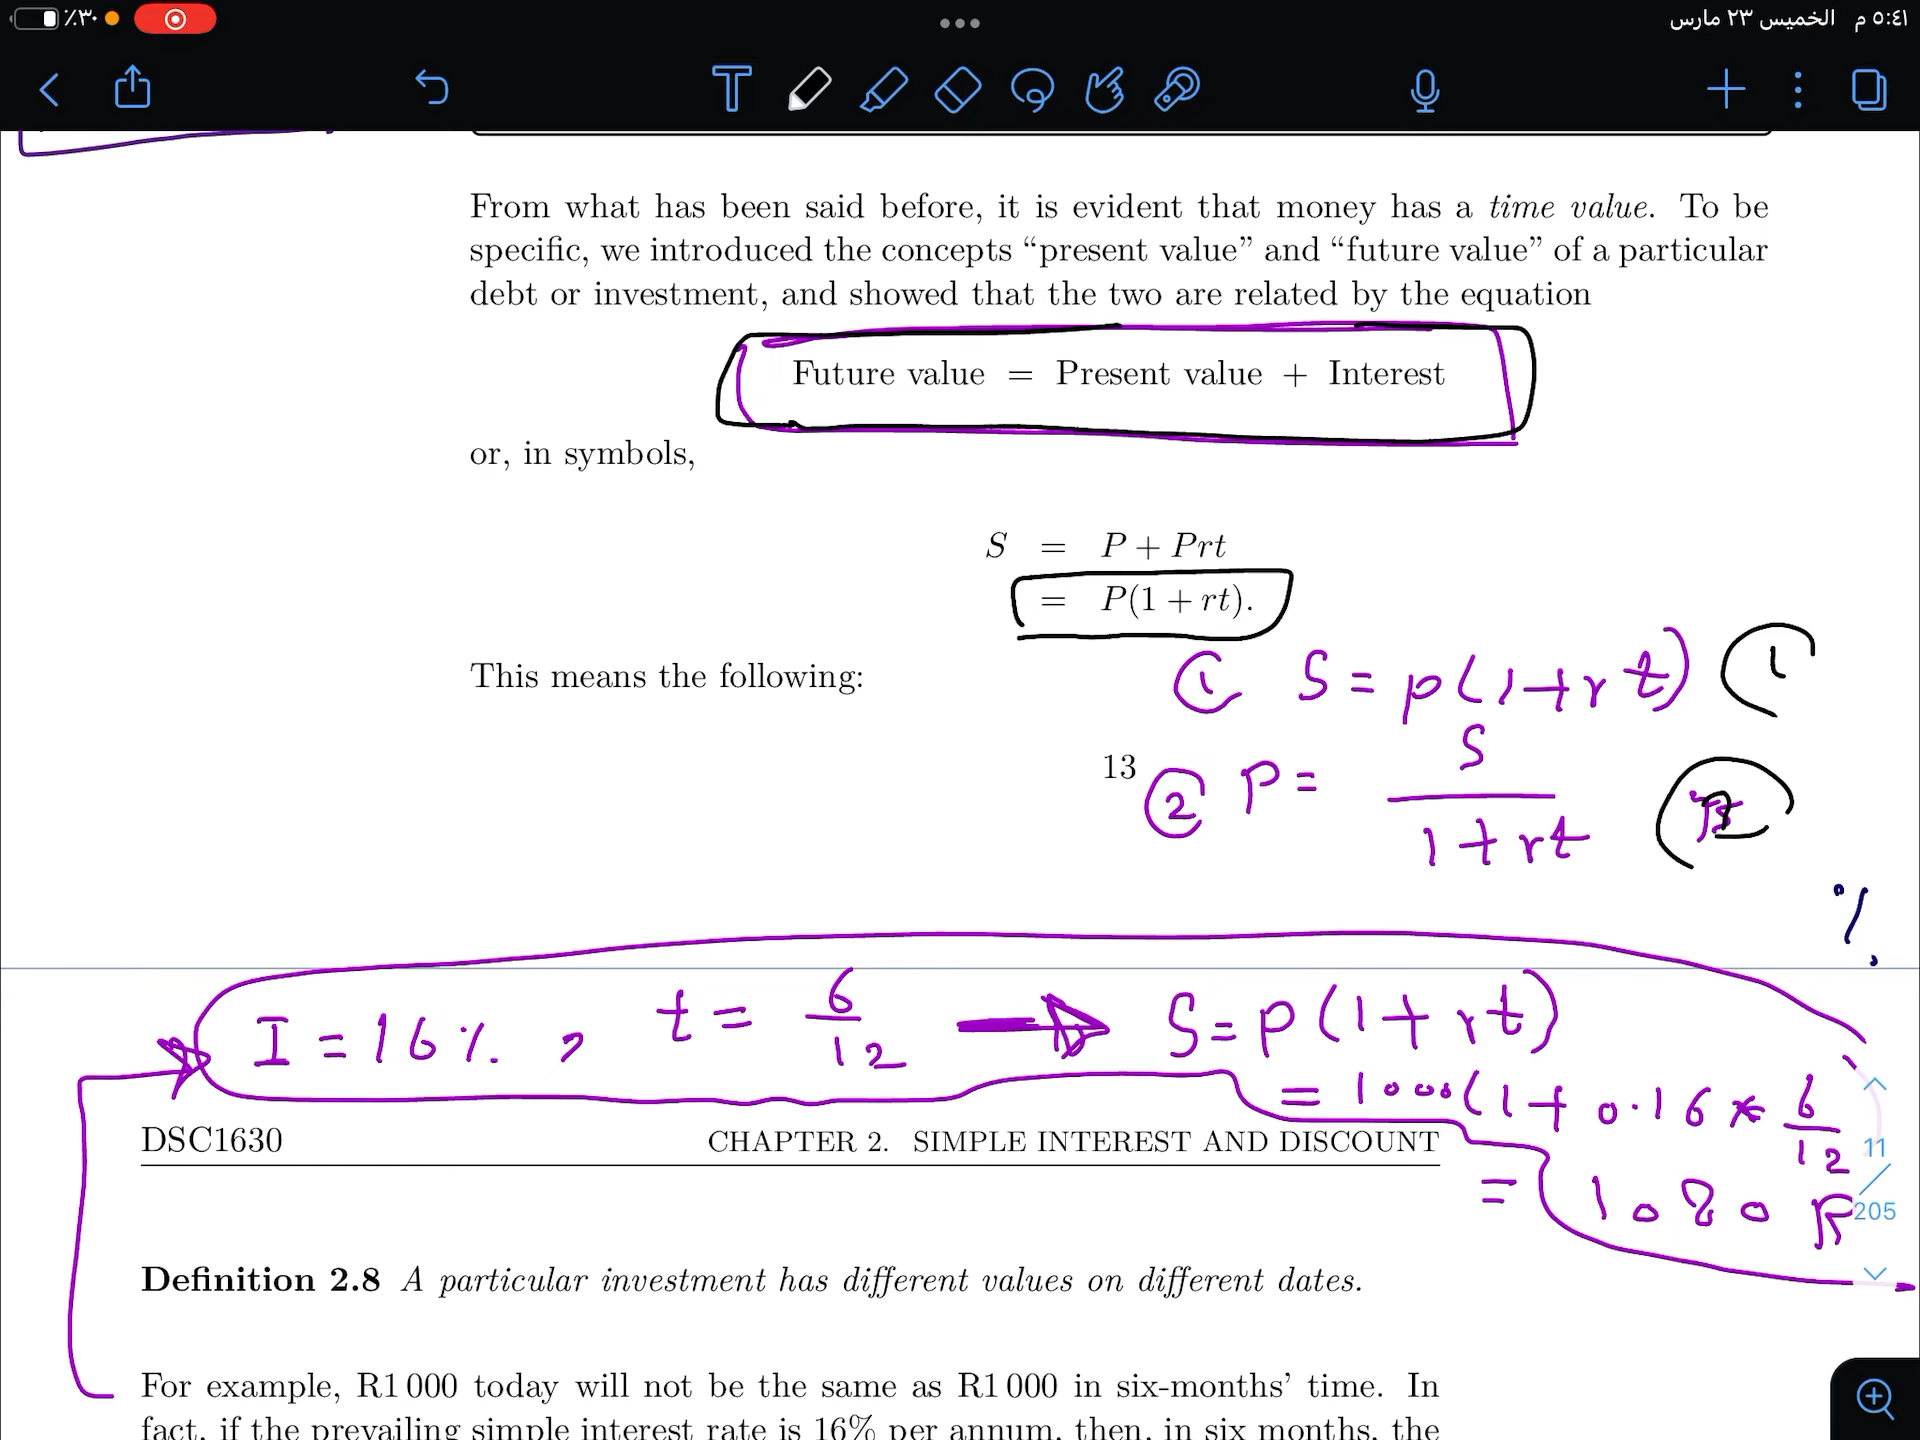 ٪٣٠
٥:٤١ م الخميس ٢٣ مارس
From what has been said before, it is evident that money has a time value. To be
specific, we introduced the concepts “present value” and “future value” of a particular
debt or investment, and showed that the two are related by the equation
Future value = Present value + Interest
or, in symbols,
S = P + Prt
= P(1 + rt).
This means the following:
① S = p(1+rt) ①
13
② P = S / 1+rt
%
I = 16%, t = 6/12 → S = p(1+rt)
= 1000(1+0.16*6/12
= 1080 R
11/205
DSC1630
CHAPTER 2. SIMPLE INTEREST AND DISCOUNT
Definition 2.8 A particular investment has different values on different dates.
For example, R1 000 today will not be the same as R1 000 in six-months’ time. In
fact, if the prevailing simple interest rate is 16% per annum, then, in six months, the